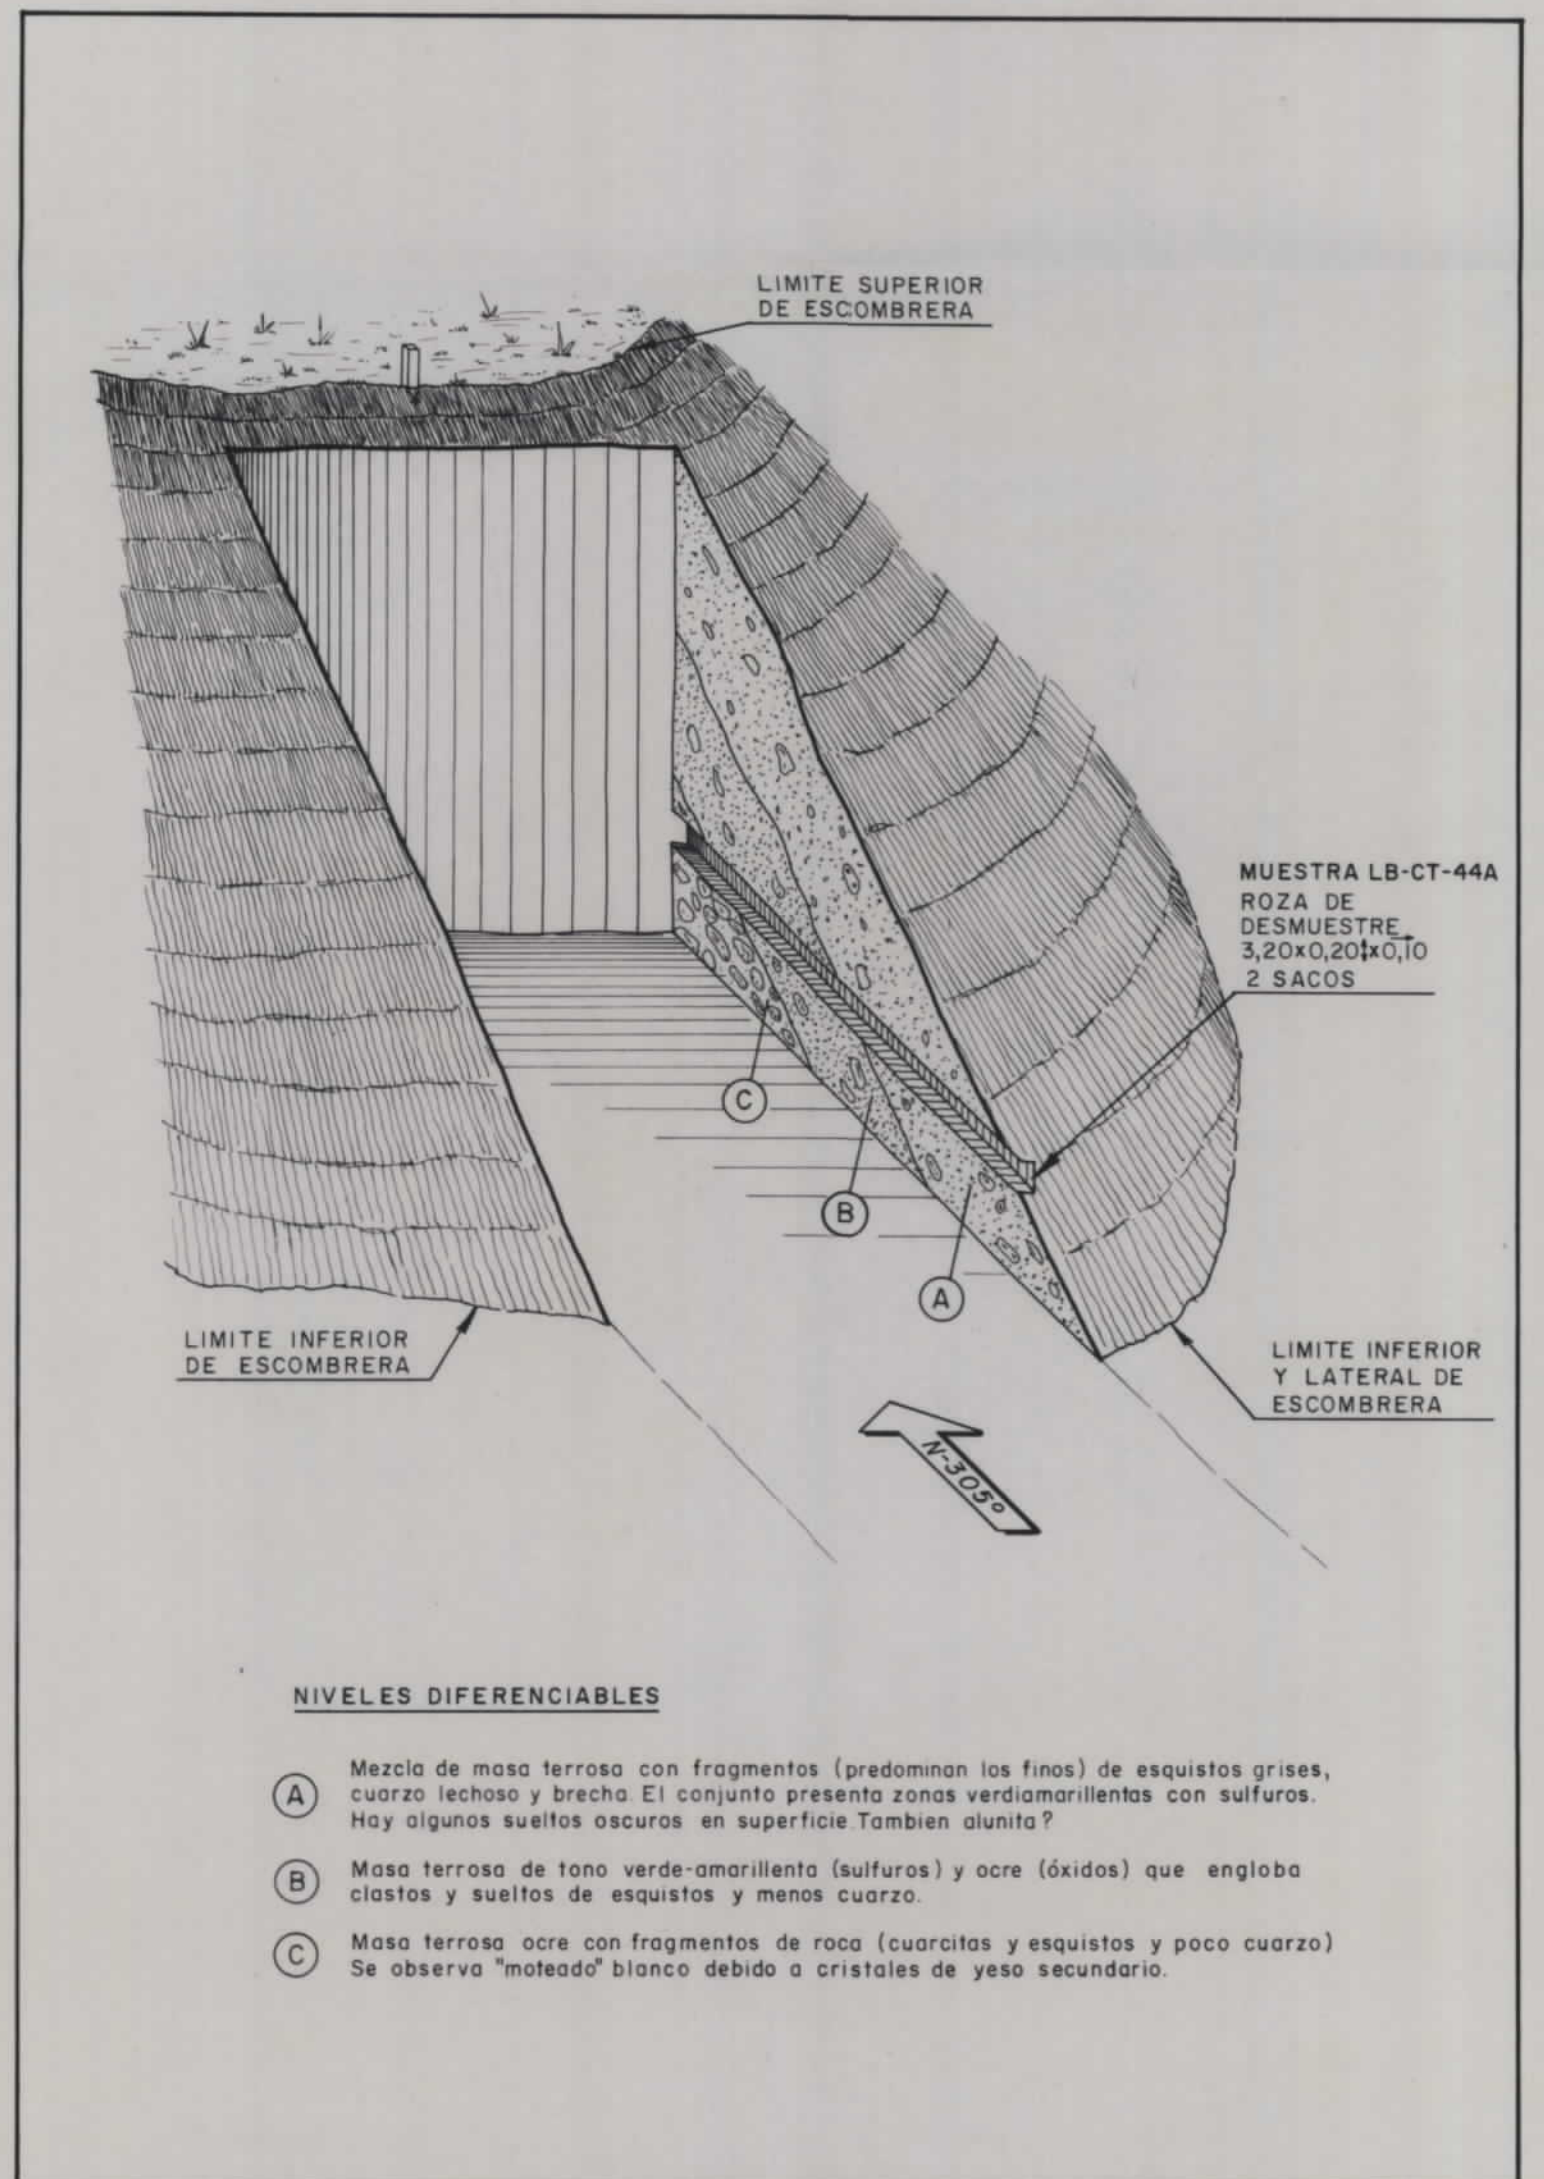 LIMITE SUPERIOR
DE ESCOMBRERA
MUESTRA LB-CT-44A
ROZA DE
DESMUESTRE
3,20x0,20↕x0,10
2 SACOS
C
B
A
LIMITE INFERIOR
DE ESCOMBRERA
LIMITE INFERIOR
Y LATERAL DE
ESCOMBRERA
N-305º
NIVELES DIFERENCIABLES
A Mezcla de masa terrosa con fragmentos (predominan los finos) de esquistos grises,
cuarzo lechoso y brecha. El conjunto presenta zonas verdiamarillentas con sulfuros.
Hay algunos sueltos oscuros en superficie. Tambien alunita?
B Masa terrosa de tono verde-amarillenta (sulfuros) y ocre (óxidos) que engloba
clastos y sueltos de esquistos y menos cuarzo.
C Masa terrosa ocre con fragmentos de roca (cuarcitas y esquistos y poco cuarzo)
Se observa "moteado" blanco debido a cristales de yeso secundario.